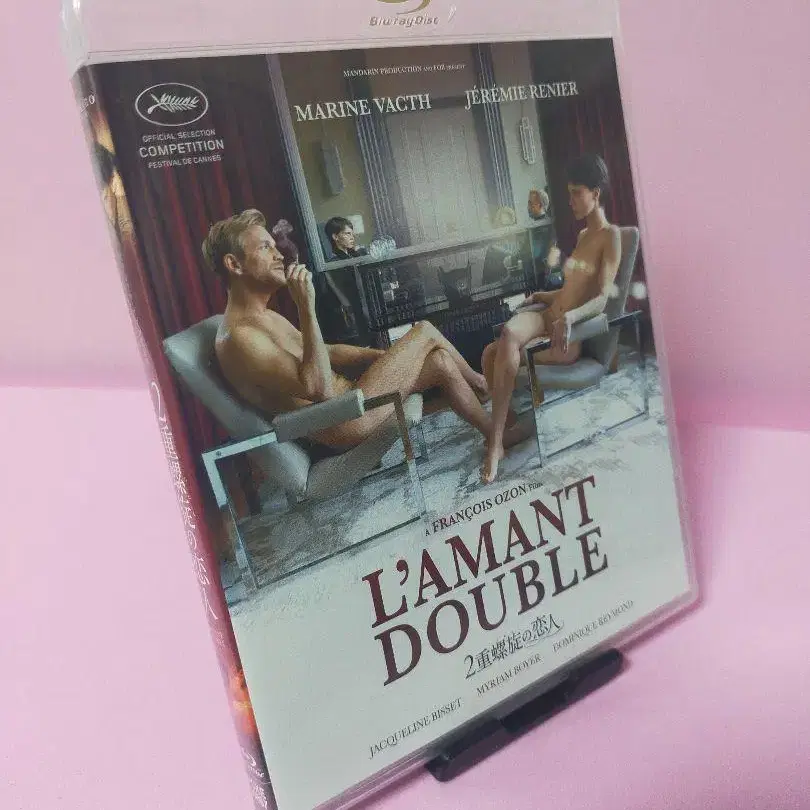 Blu-ray Disc
MANDARIN PRODUCTION AND FOZ PRESENT
MARINE VACTH JÉRÉMIE RENIER
OFFICIAL SELECTION
COMPETITION
FESTIVAL DE CANNES
A FRANÇOIS OZON FILM
L'AMANT
DOUBLE
2重螺旋の恋人
JACQUELINE BISSET MYRIAM BOYER DOMINIQUE REYMOND